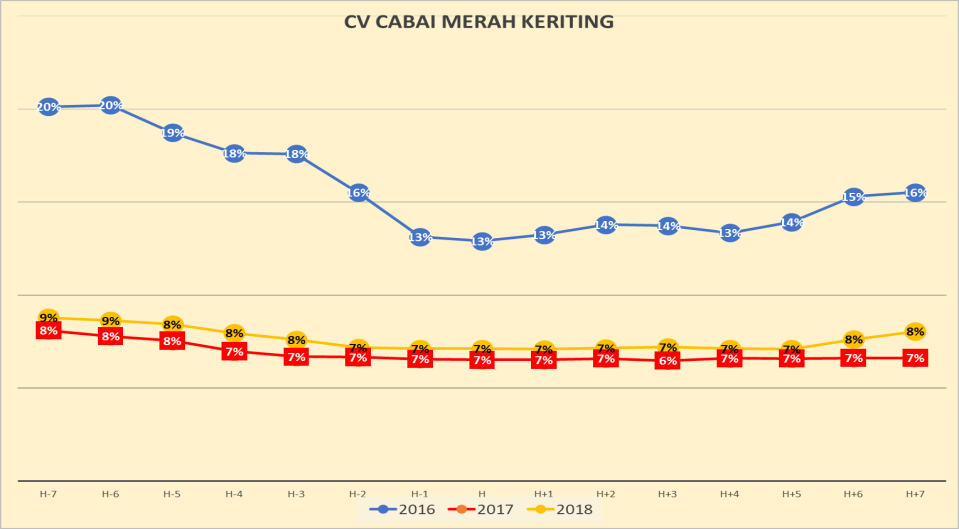 CV CABAI MERAH KERITING
20% 20% 19% 18% 18% 16% 13% 13% 13% 14% 14% 13% 14% 15% 16%
9% 9% 8% 8% 8% 7% 7% 7% 7% 7% 7% 7% 7% 8% 8%
8% 8% 8% 7% 7% 7% 7% 7% 7% 7% 6% 7% 7% 7% 7%
H-7 H-6 H-5 H-4 H-3 H-2 H-1 H H+1 H+2 H+3 H+4 H+5 H+6 H+7
2016 2017 2018